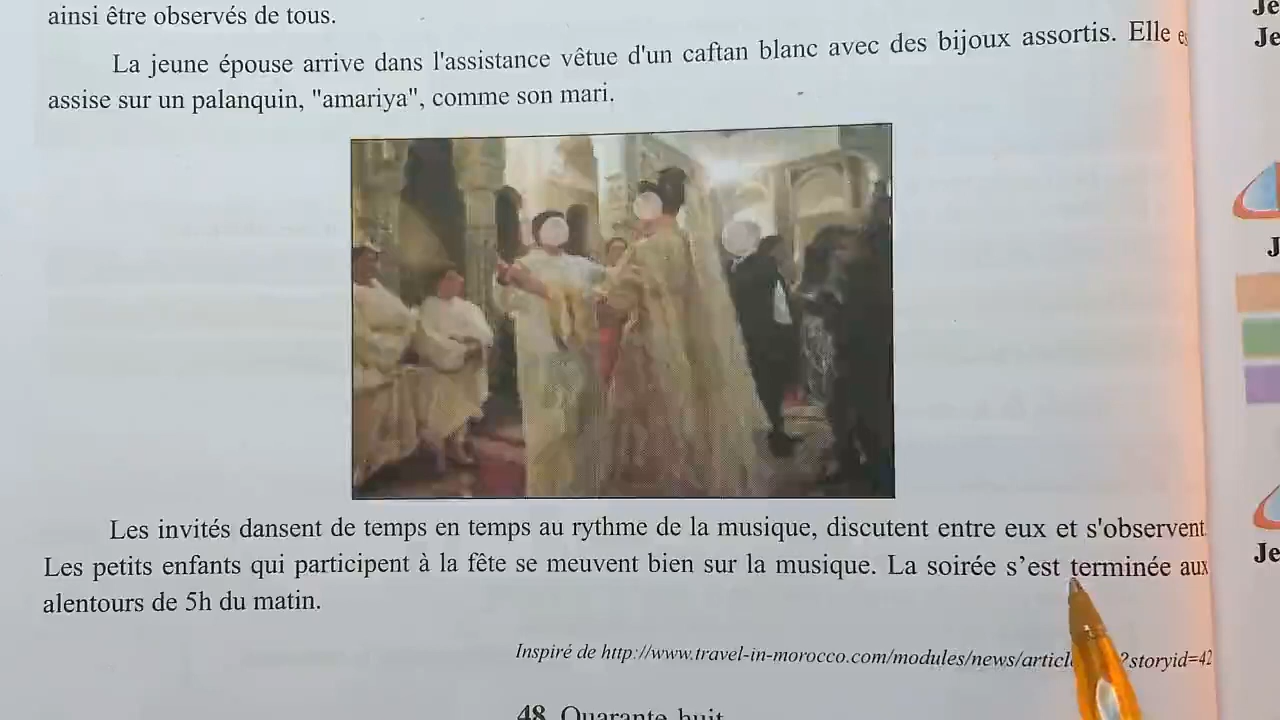 ainsi être observés de tous.
La jeune épouse arrive dans l'assistance vêtue d'un caftan blanc avec des bijoux assortis. Elle
assise sur un palanquin, "amariya", comme son mari.
Les invités dansent de temps en temps au rythme de la musique, discutent entre eux et s'observent
Les petits enfants qui participent à la fête se meuvent bien sur la musique. La soirée s’est terminée aux
alentours de 5h du matin.
Inspiré de http://www.travel-in-morocco.com/modules/news/articl ?storyid=42
48 Quarante huit
Je
Je
J
Je